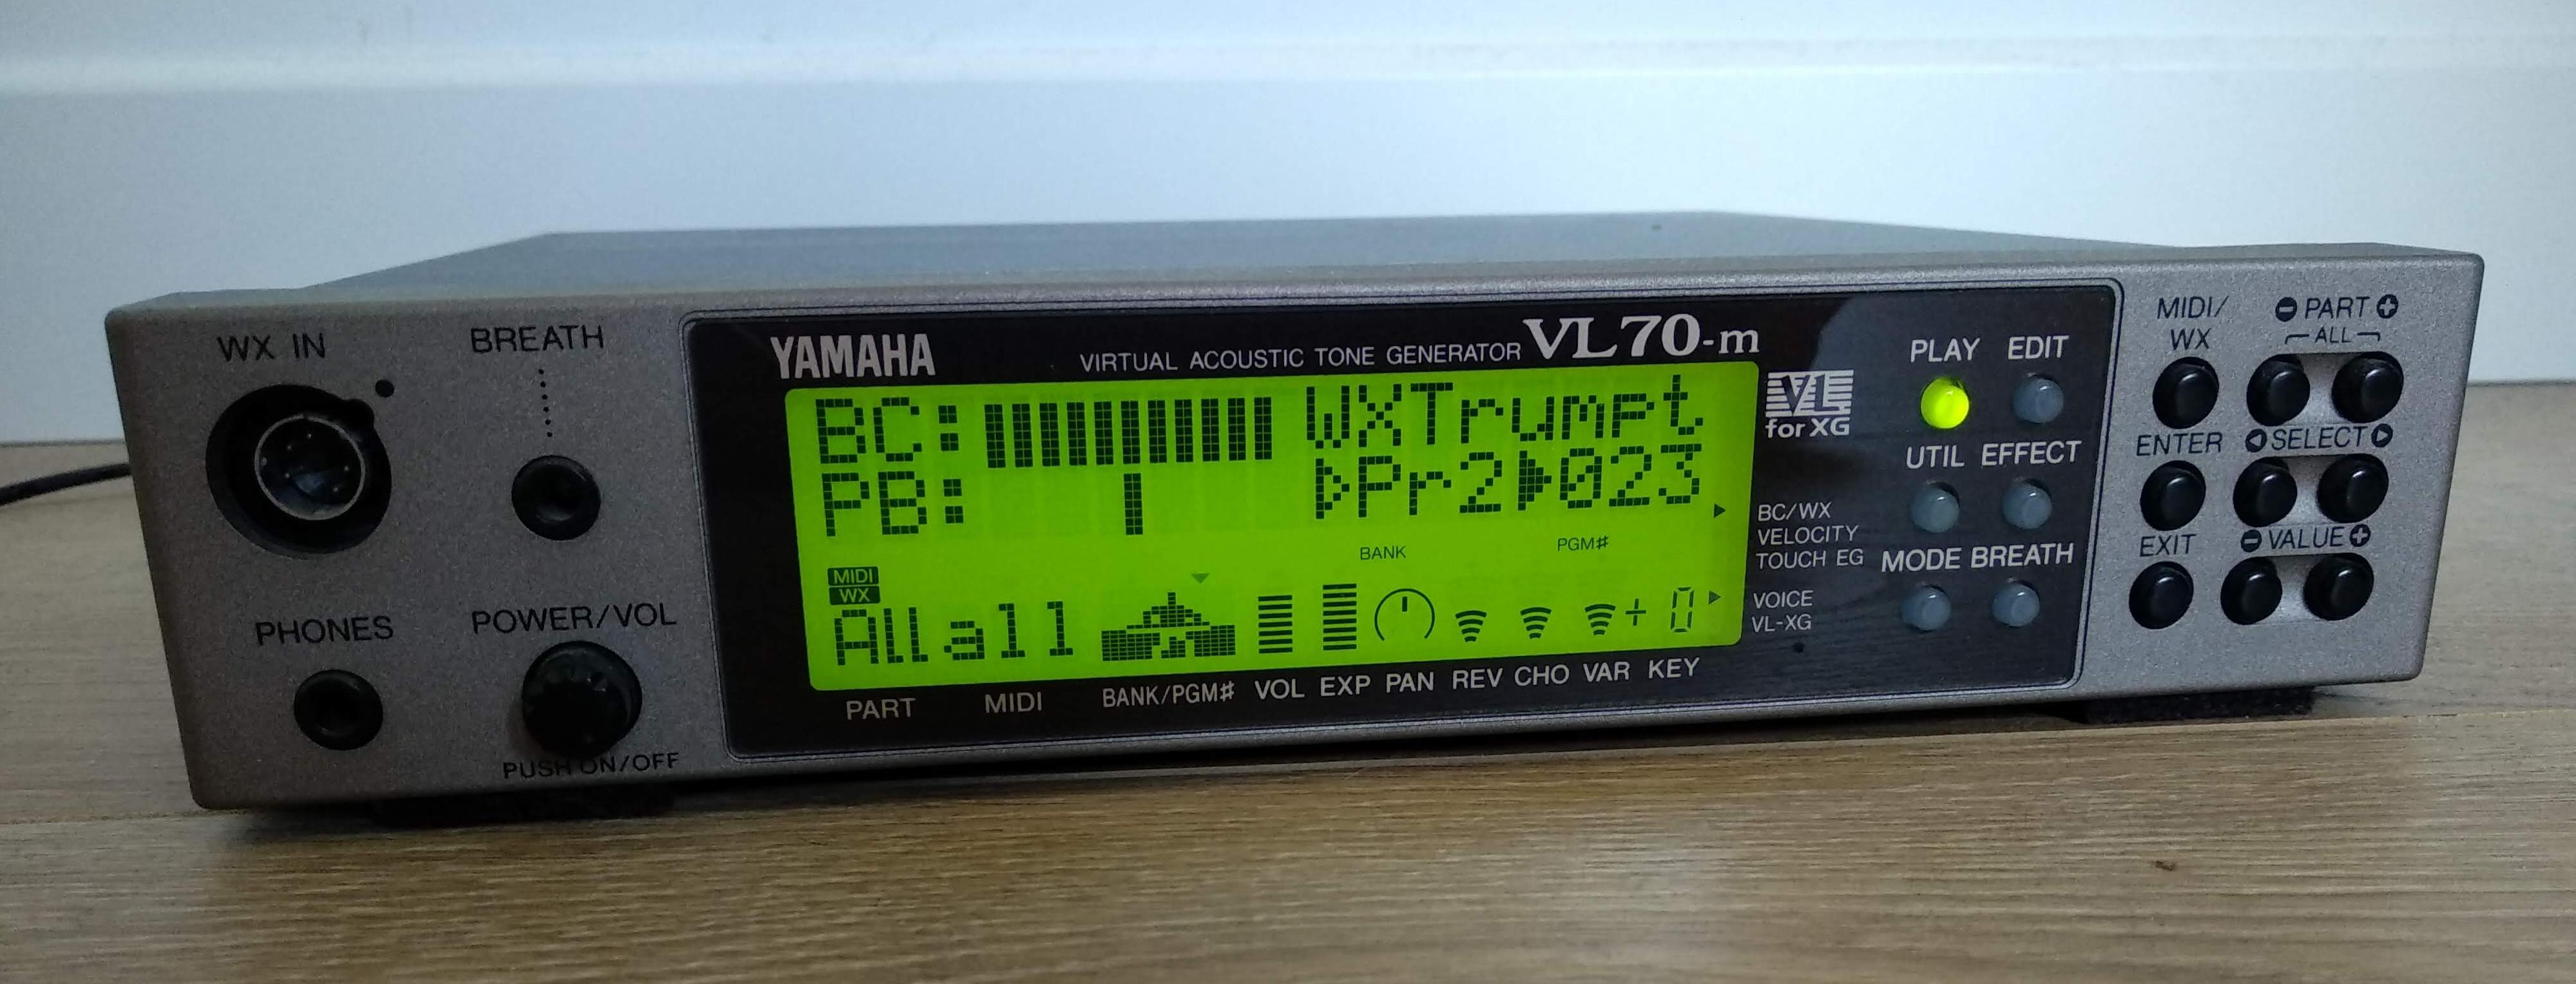 WX IN
BREATH
PHONES
POWER/VOL
PUSH ON/OFF
YAMAHA
VIRTUAL ACOUSTIC TONE GENERATOR VL70-m
BC: WXTrumpt
PB: Pr2 023
BANK PGM♯
MIDI
WX
All all + 0
PART MIDI BANK/PGM♯ VOL EXP PAN REV CHO VAR KEY
VL
for XG
BC/WX
VELOCITY
TOUCH EG
VOICE
VL-XG
PLAY EDIT
UTIL EFFECT
MODE BREATH
MIDI/
WX
PART
ALL
ENTER SELECT
EXIT VALUE